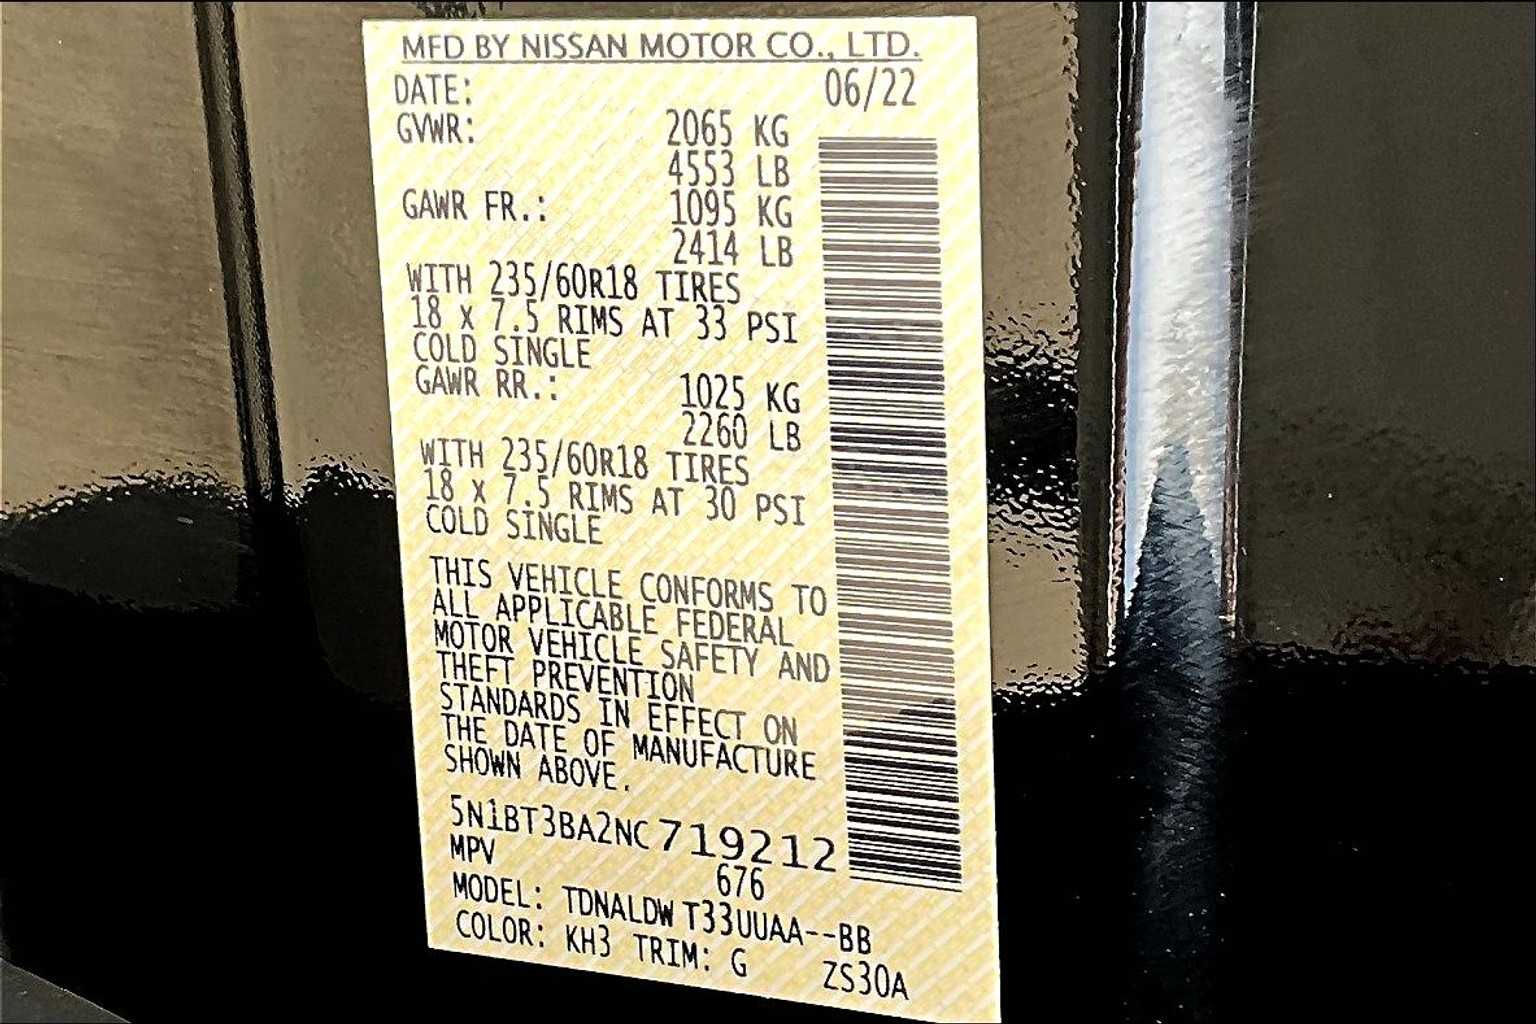 MFD BY NISSAN MOTOR CO., LTD.
DATE: 06/22
GVWR: 2065 KG
4553 LB
GAWR FR.: 1095 KG
2414 LB
WITH 235/60R18 TIRES
18 x 7.5 RIMS AT 33 PSI
COLD SINGLE
GAWR RR.: 1025 KG
2260 LB
WITH 235/60R18 TIRES
18 x 7.5 RIMS AT 30 PSI
COLD SINGLE
THIS VEHICLE CONFORMS TO
ALL APPLICABLE FEDERAL
MOTOR VEHICLE SAFETY AND
THEFT PREVENTION
STANDARDS IN EFFECT ON
THE DATE OF MANUFACTURE
SHOWN ABOVE.
5N1BT3BA2NC719212
MPV 676
MODEL: TDNALDWT33UUAA--BB
COLOR: KH3 TRIM: G ZS30A